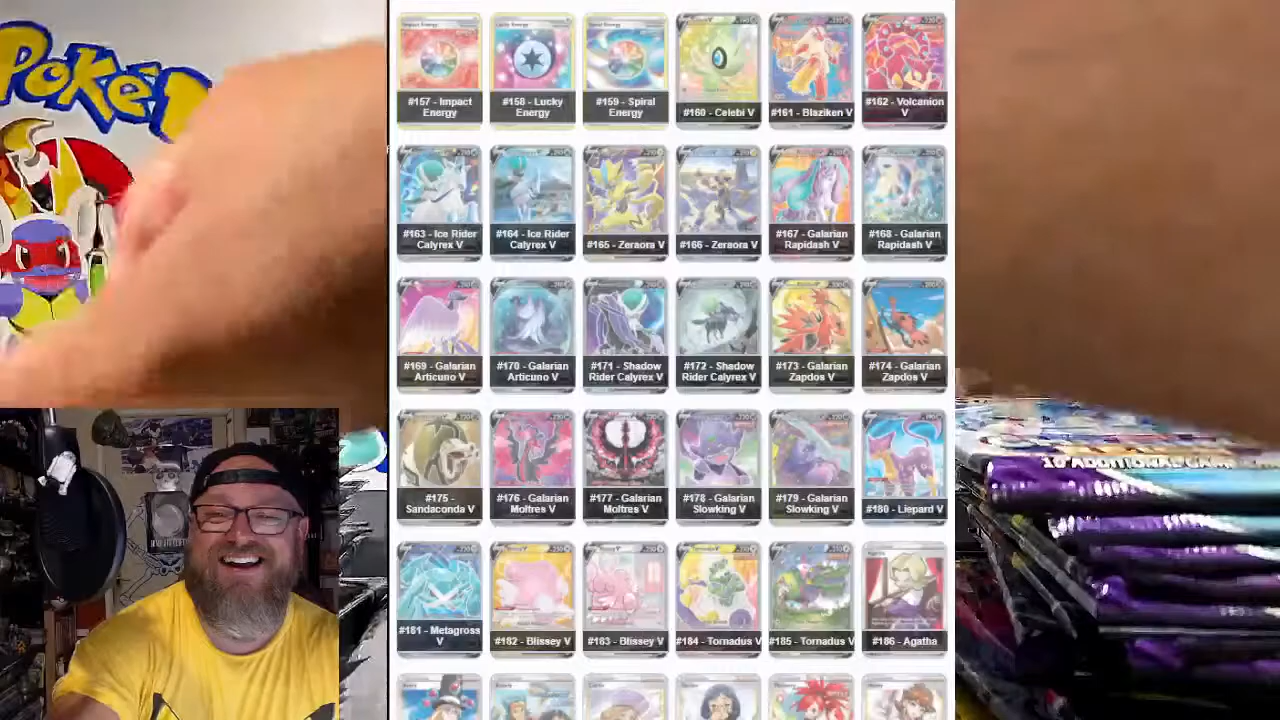 POKÉ
#157 - Impact
Energy
#158 - Lucky
Energy
#159 - Spiral
Energy
#160 - Celebi V
#161 - Blaziken V
#162 - Volcanion
V
#163 - Ice Rider
Calyrex V
#164 - Ice Rider
Calyrex V
#165 - Zeraora V
#166 - Zeraora V
#167 - Galarian
Rapidash V
#168 - Galarian
Rapidash V
#169 - Galarian
Articuno V
#170 - Galarian
Articuno V
#171 - Shadow
Rider Calyrex V
#172 - Shadow
Rider Calyrex V
#173 - Galarian
Zapdos V
#174 - Galarian
Zapdos V
#175 -
Sandaconda V
#176 - Galarian
Moltres V
#177 - Galarian
Moltres V
#178 - Galarian
Slowking V
#179 - Galarian
Slowking V
#180 - Liepard V
#181 - Metagross
V
#182 - Blissey V
#183 - Blissey V
#184 - Tornadus V
#185 - Tornadus V
#186 - Agatha
10 ADDITIONAL GAME